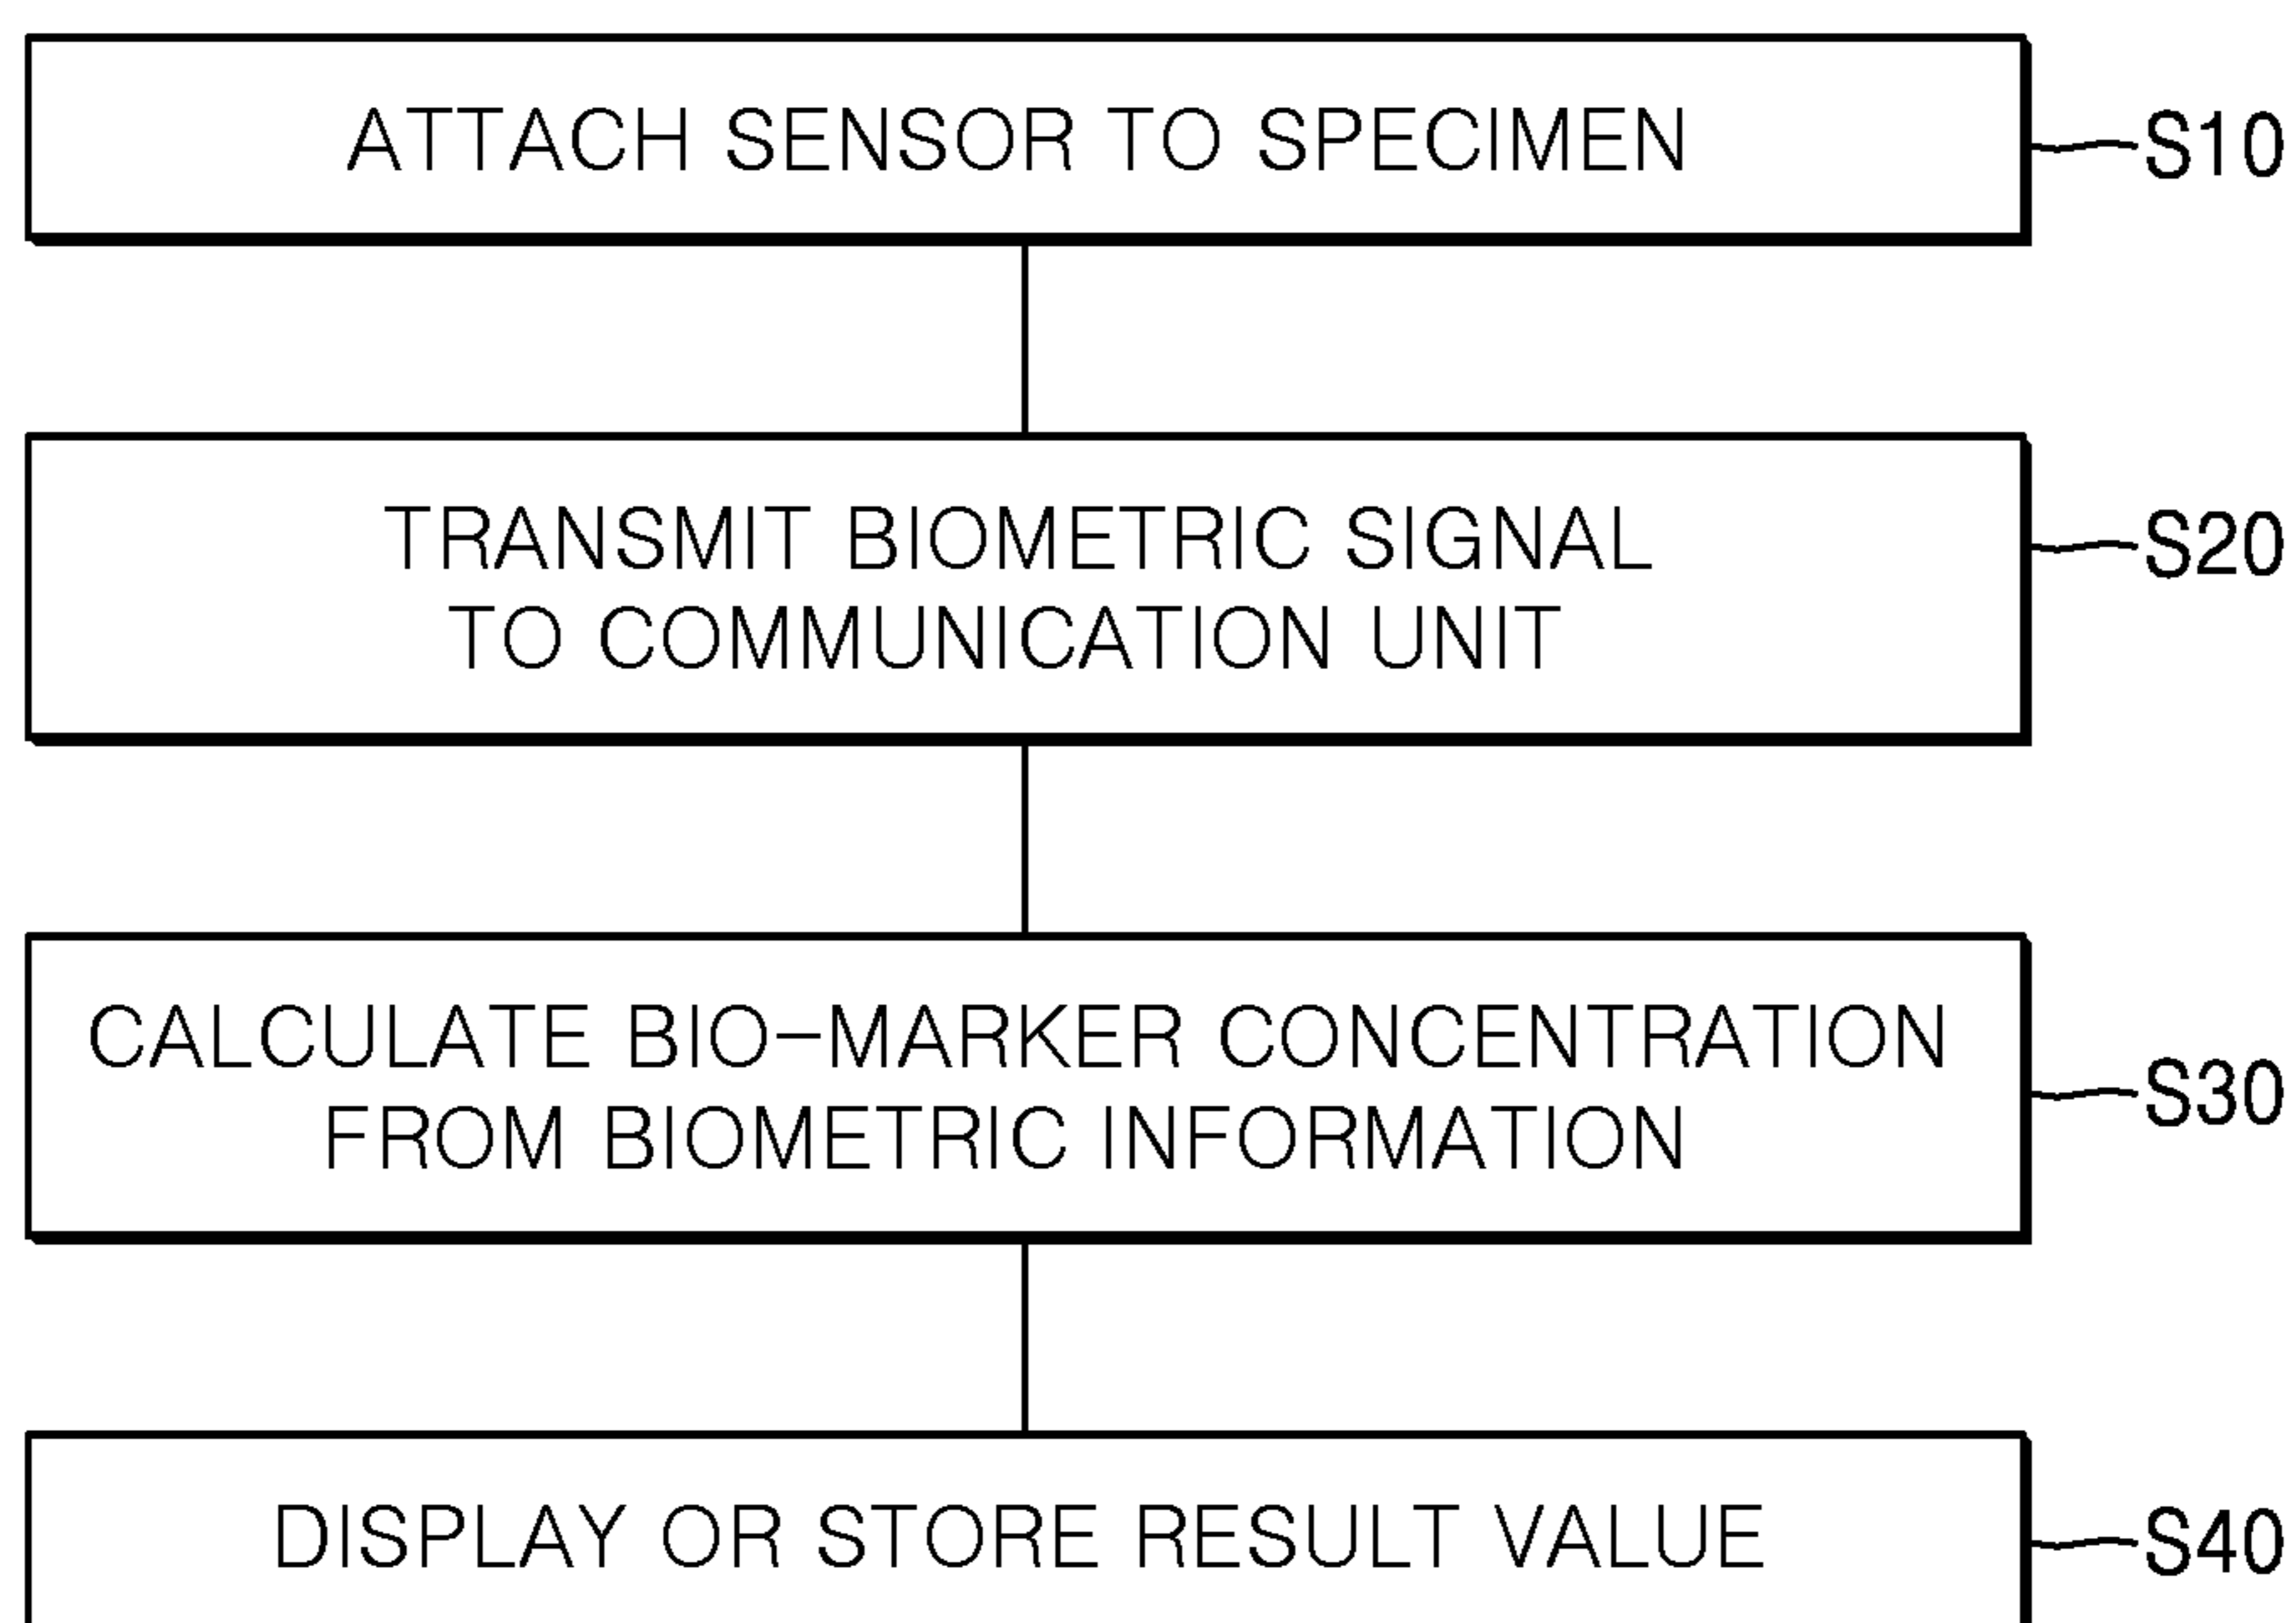 ATTACH SENSOR TO SPECIMEN
S10
TRANSMIT BIOMETRIC SIGNAL
TO COMMUNICATION UNIT
S20
CALCULATE BIO-MARKER CONCENTRATION
FROM BIOMETRIC INFORMATION
S30
DISPLAY OR STORE RESULT VALUE
S40